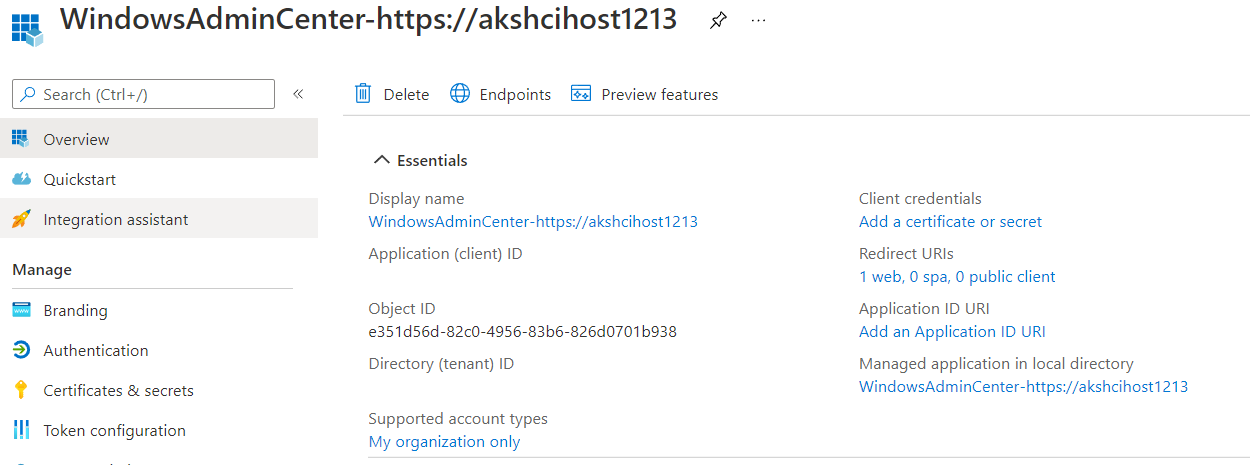 WindowsAdminCenter-https://akshcihost1213
Search (Ctrl+/)
«
Delete
Endpoints
Preview features
Overview
Quickstart
Integration assistant
Manage
Branding
Authentication
Certificates & secrets
Token configuration
Essentials
Display name
WindowsAdminCenter-https://akshcihost1213
Application (client) ID
Object ID
e351d56d-82c0-4956-83b6-826d0701b938
Directory (tenant) ID
Supported account types
My organization only
Client credentials
Add a certificate or secret
Redirect URIs
1 web, 0 spa, 0 public client
Application ID URI
Add an Application ID URI
Managed application in local directory
WindowsAdminCenter-https://akshcihost1213